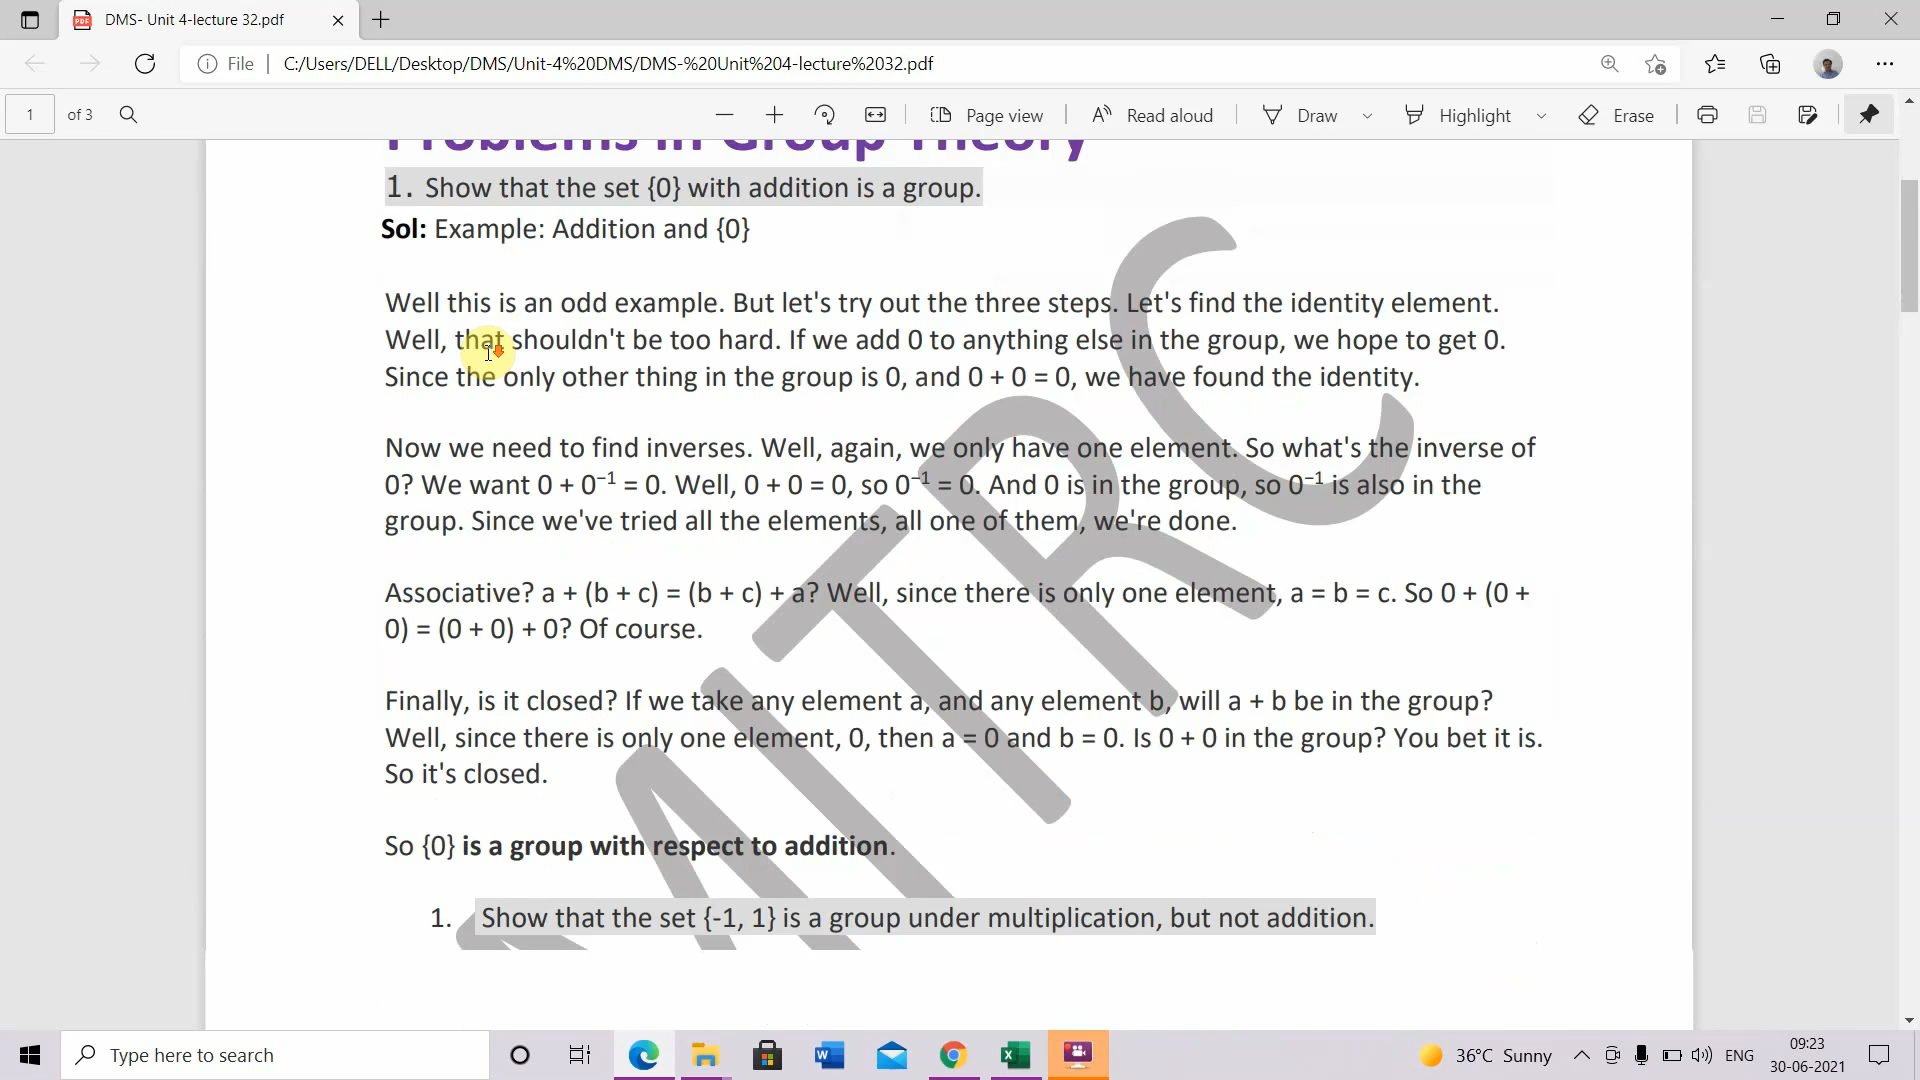 DMS- Unit 4-lecture 32.pdf
File
C:/Users/DELL/Desktop/DMS/Unit-4%20DMS/DMS-%20Unit%204-lecture%2032.pdf
1 of 3
Page view
Read aloud
Draw
Highlight
Erase
Problems in Group Theory
1. Show that the set {0} with addition is a group.
Sol: Example: Addition and {0}
Well this is an odd example. But let's try out the three steps. Let's find the identity element.
Well, that shouldn't be too hard. If we add 0 to anything else in the group, we hope to get 0.
Since the only other thing in the group is 0, and 0 + 0 = 0, we have found the identity.
Now we need to find inverses. Well, again, we only have one element. So what's the inverse of
0? We want 0 + 0⁻¹ = 0. Well, 0 + 0 = 0, so 0⁻¹ = 0. And 0 is in the group, so 0⁻¹ is also in the
group. Since we've tried all the elements, all one of them, we're done.
Associative? a + (b + c) = (b + c) + a? Well, since there is only one element, a = b = c. So 0 + (0 +
0) = (0 + 0) + 0? Of course.
Finally, is it closed? If we take any element a, and any element b, will a + b be in the group?
Well, since there is only one element, 0, then a = 0 and b = 0. Is 0 + 0 in the group? You bet it is.
So it's closed.
So {0} is a group with respect to addition.
1. Show that the set {-1, 1} is a group under multiplication, but not addition.
MITRC
Type here to search
36°C Sunny
ENG
09:23
30-06-2021